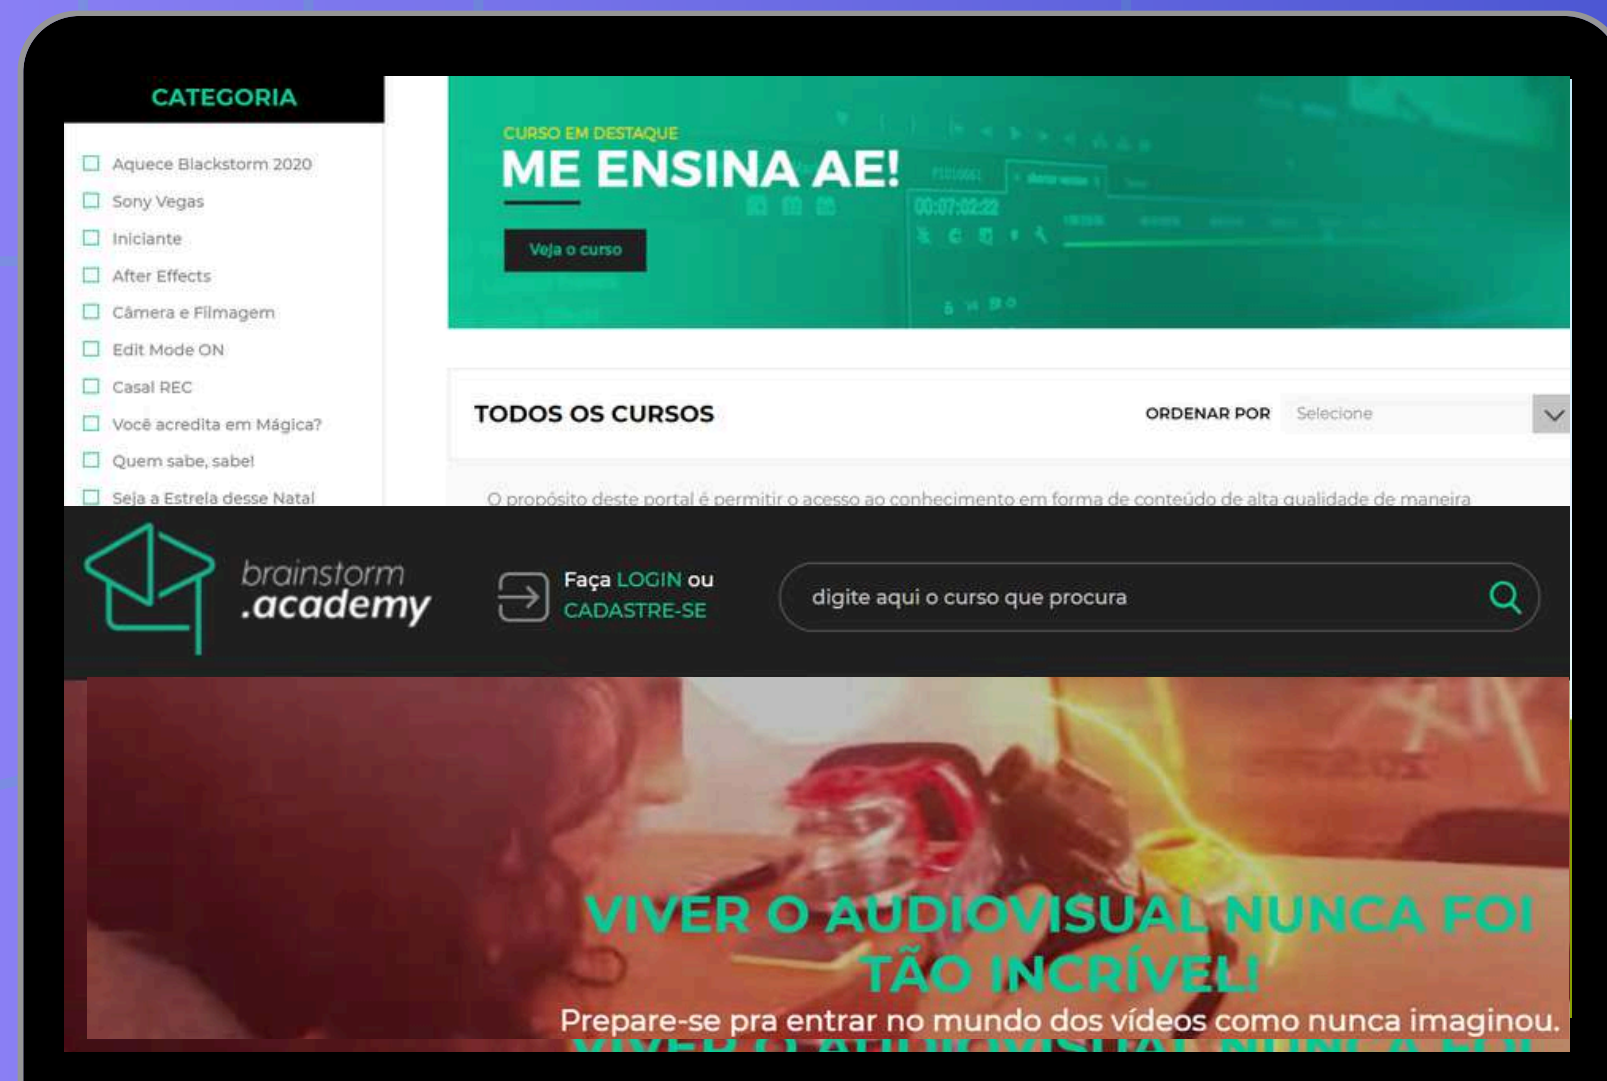 CATEGORIA
Aquece Blackstorm 2020
Sony Vegas
Iniciante
After Effects
Câmera e Filmagem
Edit Mode ON
Casal REC
Você acredita em Mágica?
Quem sabe, sabe!
Seja a Estrela desse Natal
CURSO EM DESTAQUE
ME ENSINA AE!
00:07:02:22
Veja o curso
TODOS OS CURSOS
ORDENAR POR Selecione
O propósito deste portal é permitir o acesso ao conhecimento em forma de conteúdo de alta qualidade de maneira
brainstorm
.academy
Faça LOGIN ou
CADASTRE-SE
digite aqui o curso que procura
VIVER O AUDIOVISUAL NUNCA FOI
TÃO INCRÍVEL!
Prepare-se pra entrar no mundo dos vídeos como nunca imaginou.
VIVER O AUDIOVISUAL NUNCA FOI